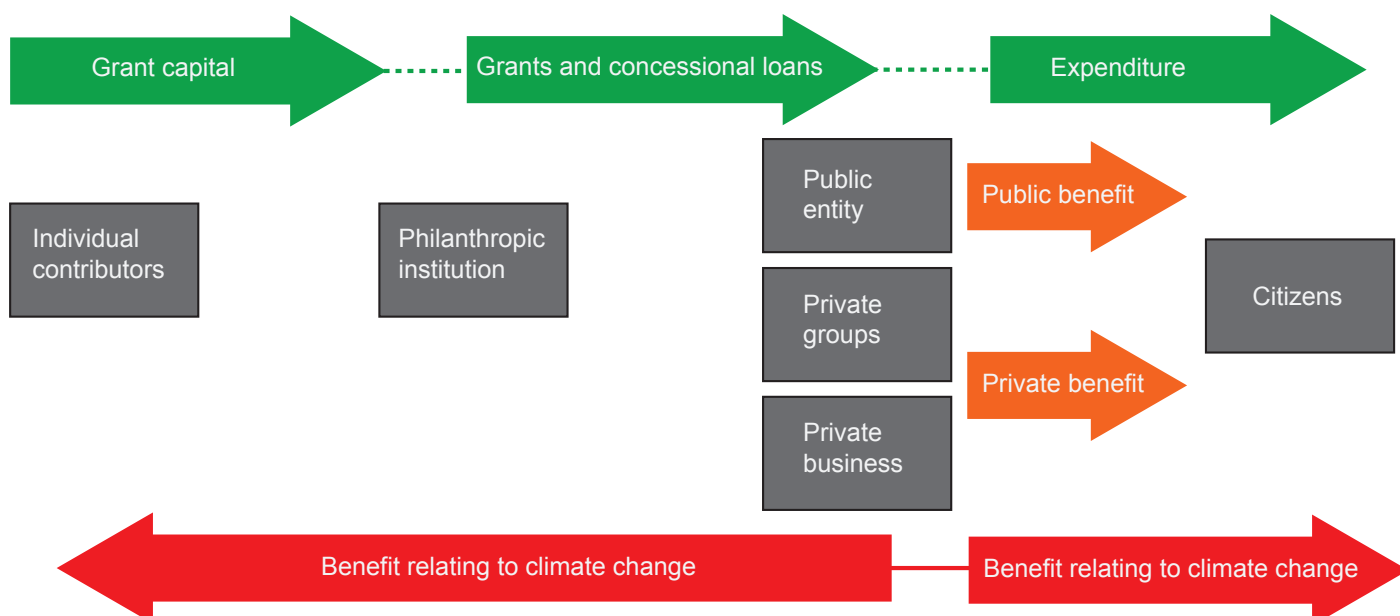 Grant capital
Grants and concessional loans
Expenditure
Individual
contributors
Philanthropic
institution
Public
entity
Private
groups
Private
business
Public benefit
Private benefit
Citizens
Benefit relating to climate change
Benefit relating to climate change